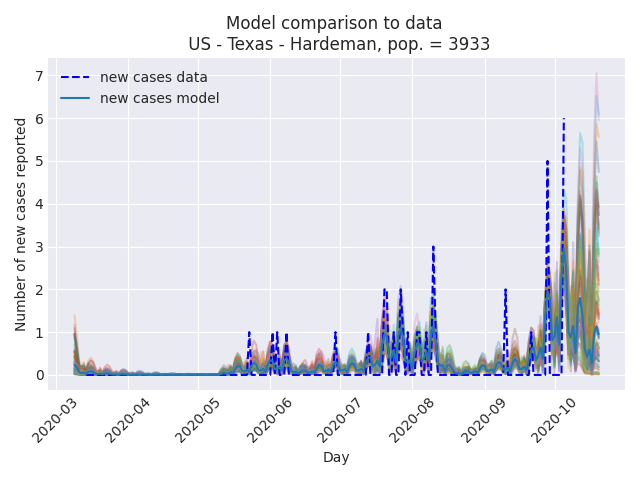 Model comparison to data
US - Texas - Hardeman, pop. = 3933
new cases data
new cases model
Number of new cases reported
7
6
5
4
3
2
1
0
2020-03
2020-04
2020-05
2020-06
2020-07
2020-08
2020-09
2020-10
Day